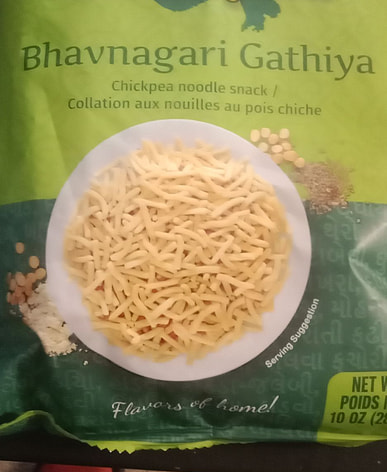 Bhavnagari Gathiya
Chickpea noodle snack /
Collation aux nouilles au pois chiche
Serving Suggestion
Flavors of home!
NET
POIDS
10 OZ